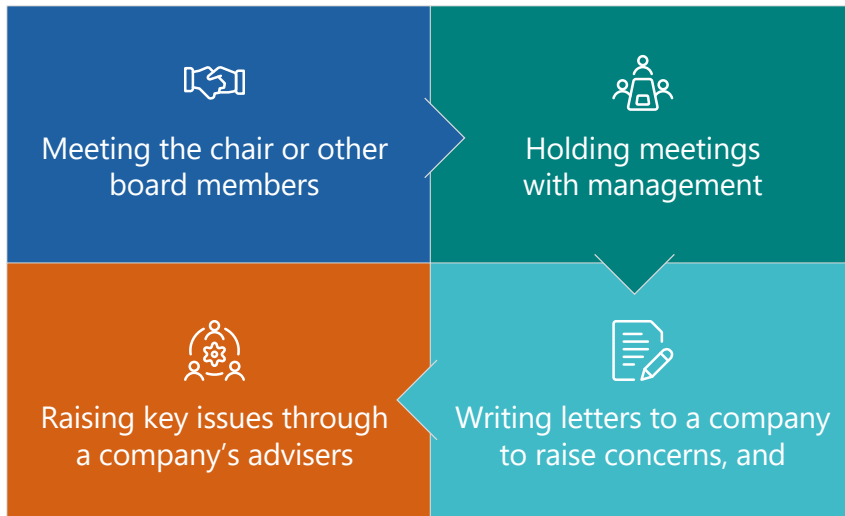 Meeting the chair or other
board members
Holding meetings
with management
Writing letters to a company
to raise concerns, and
Raising key issues through
a company’s advisers